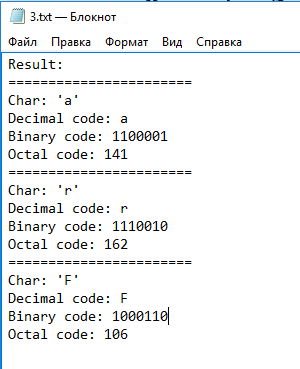 3.txt — Блокнот
Файл Правка Формат Вид Справка
Result:
=======================
Char: 'a'
Decimal code: a
Binary code: 1100001
Octal code: 141
=======================
Char: 'r'
Decimal code: r
Binary code: 1110010
Octal code: 162
=======================
Char: 'F'
Decimal code: F
Binary code: 1000110
Octal code: 106